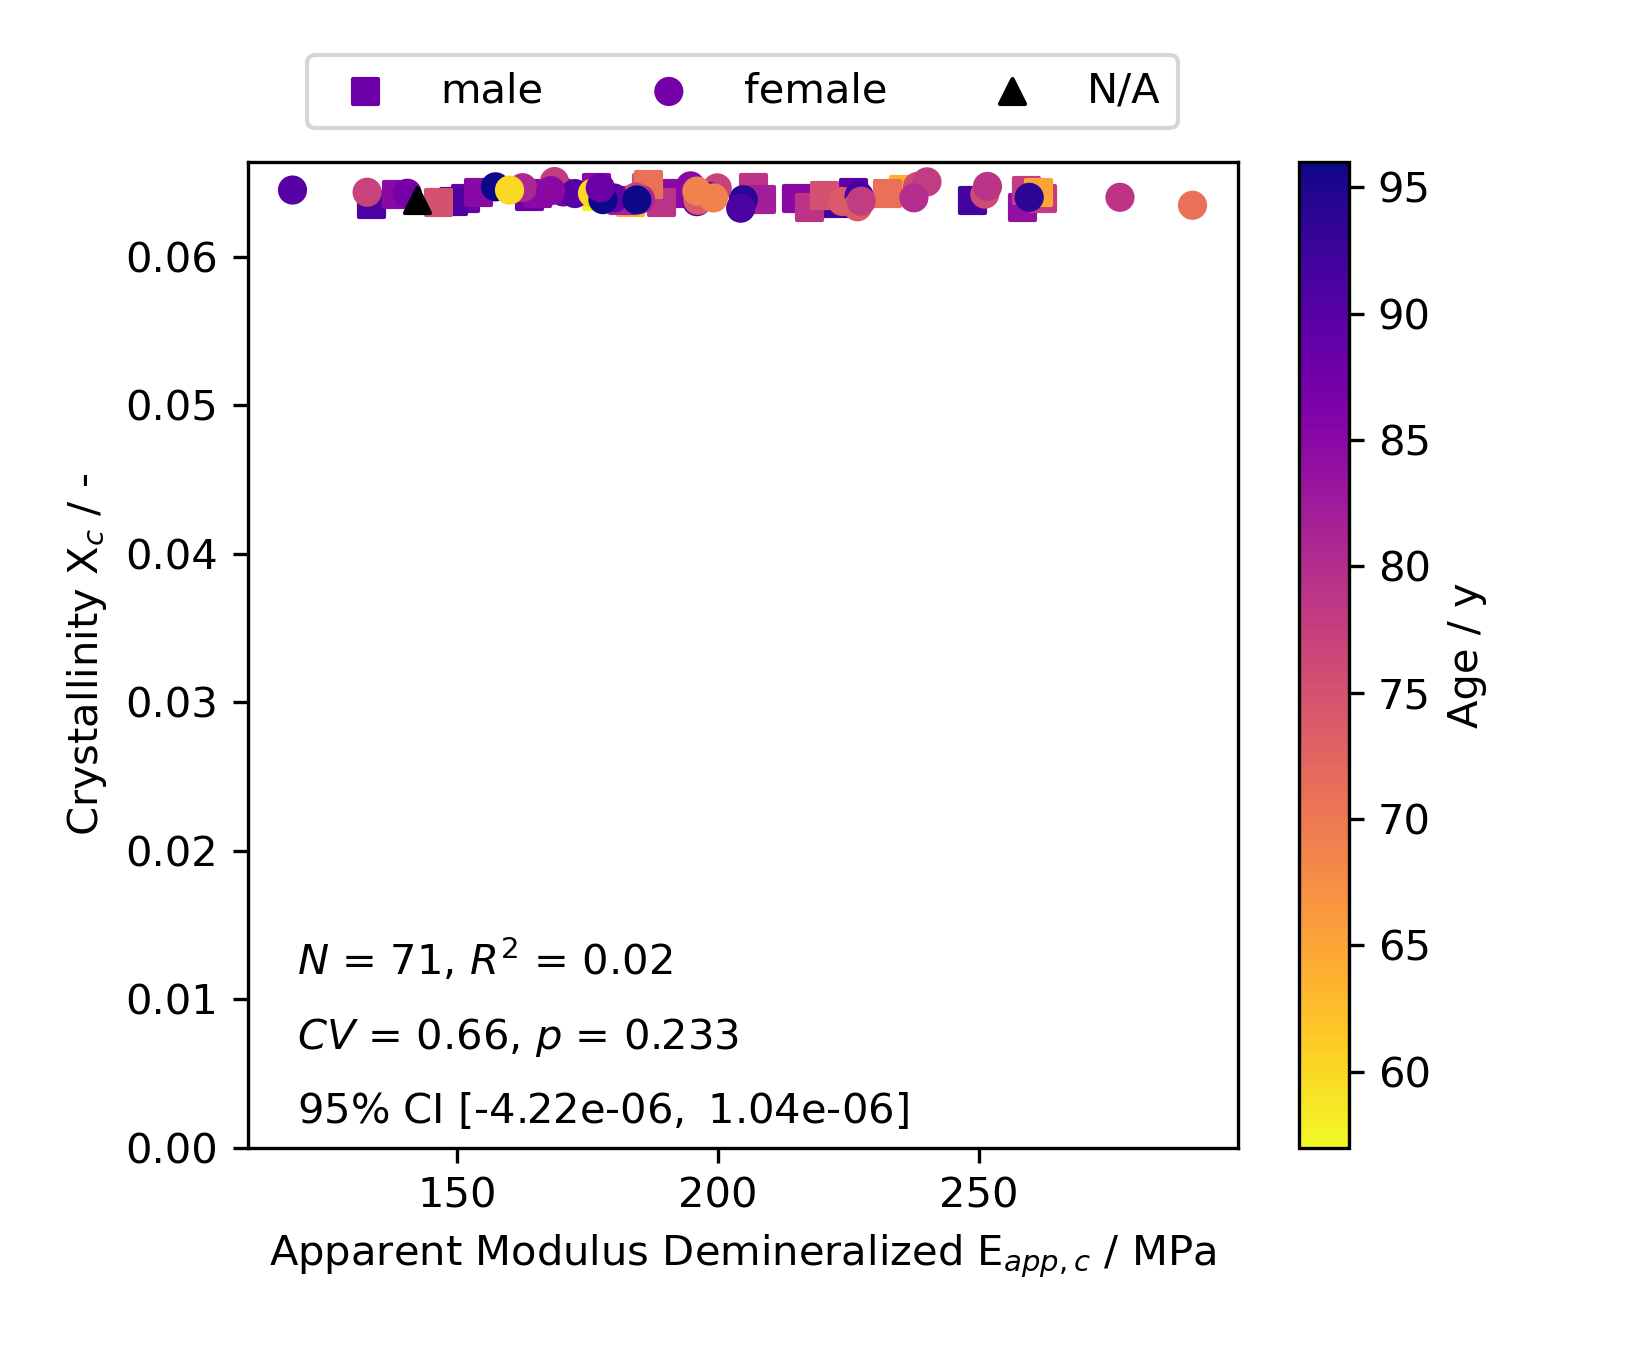 male female N/A
0.06
0.05
0.04
0.03
0.02
0.01
0.00
Crystallinity X_c / -
N = 71, R² = 0.02
CV = 0.66, p = 0.233
95% CI [-4.22e-06, 1.04e-06]
150 200 250
Apparent Modulus Demineralized E_app,c / MPa
95
90
85
80
75
70
65
60
Age / y